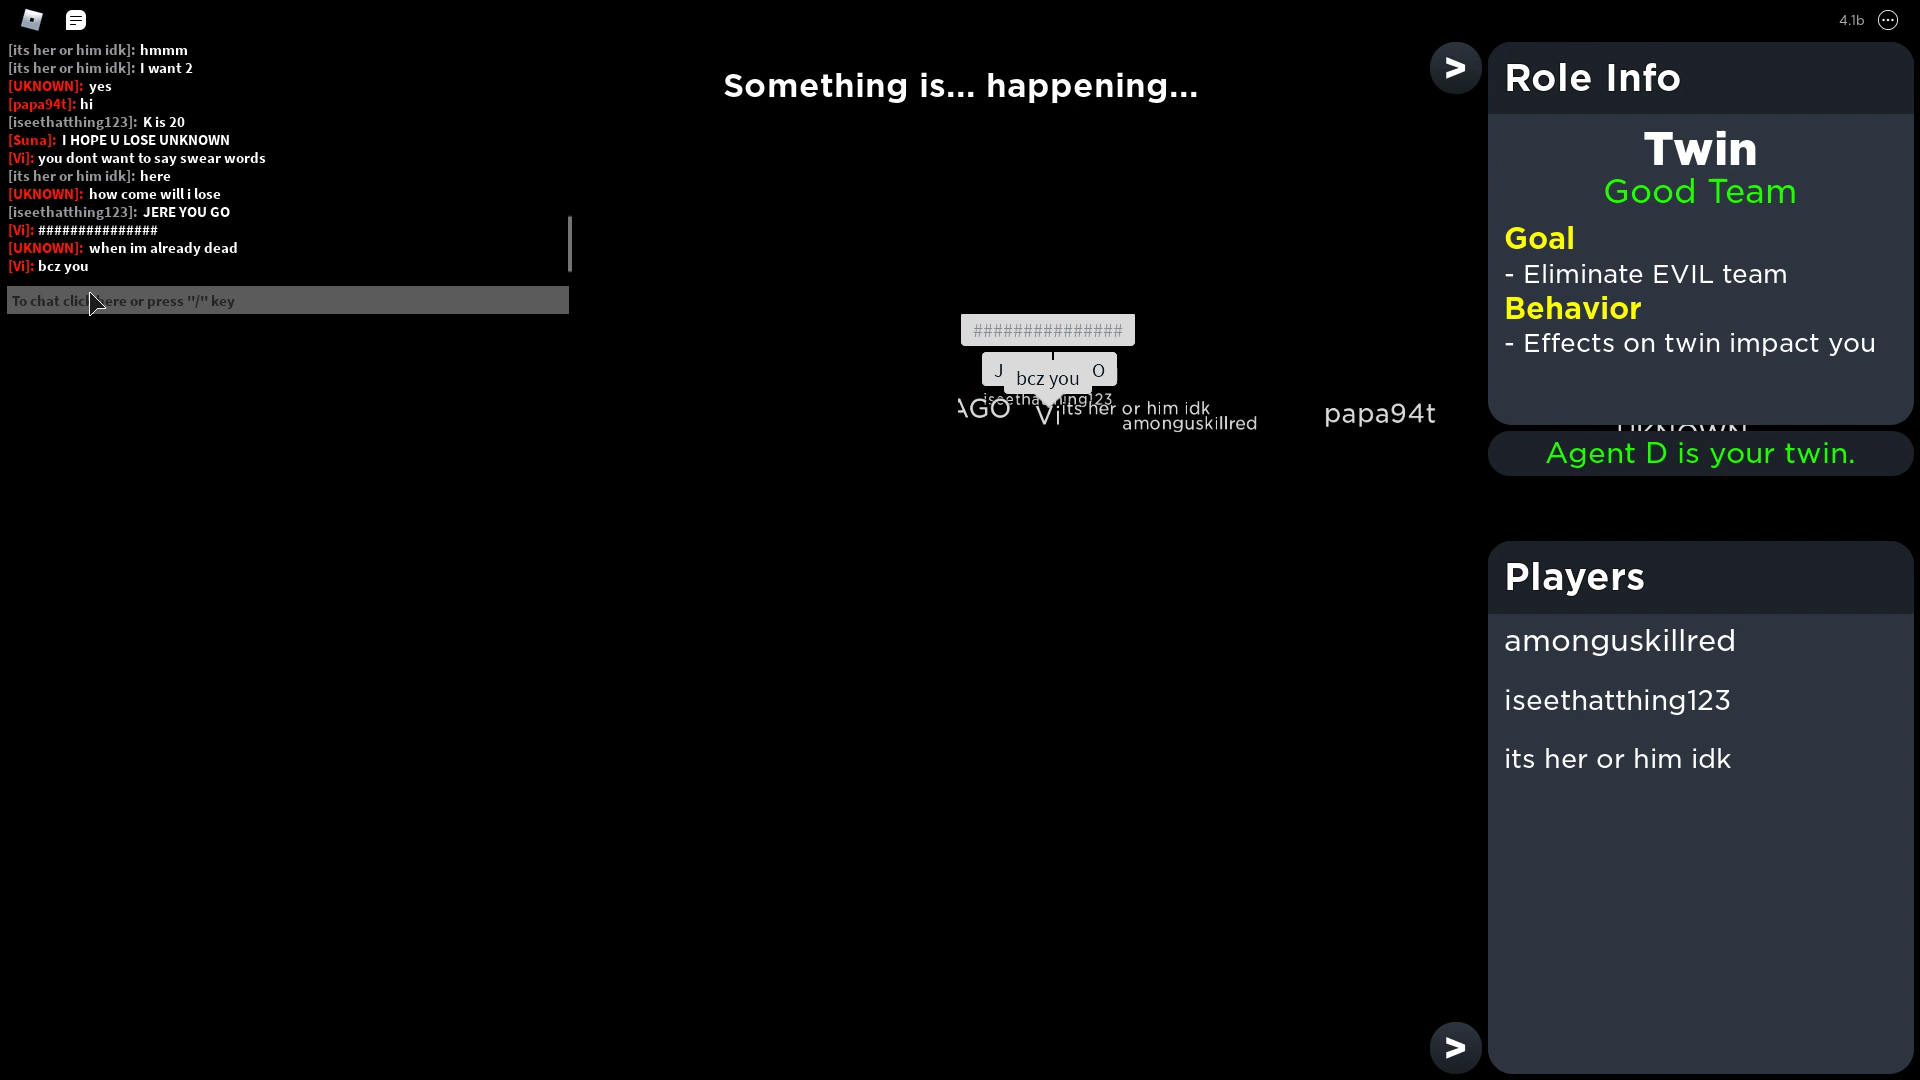 4.1b
[its her or him idk]: hmmm
[its her or him idk]: I want 2
[UKNOWN]: yes
[papa94t]: hi
[iseethatthing123]: K is 20
[Suna]: I HOPE U LOSE UNKNOWN
[Vi]: you dont want to say swear words
[its her or him idk]: here
[UKNOWN]: how come will i lose
[iseethatthing123]: JERE YOU GO
[Vi]: ###############
[UKNOWN]: when im already dead
[Vi]: bcz you
To chat click here or press "/" key
Something is... happening...
###############
J O
bcz you
iseethatthing123
AGO
Vi
its her or him idk
amonguskillred
papa94t
>
Role Info
Twin
Good Team
Goal
- Eliminate EVIL team
Behavior
- Effects on twin impact you
UKNOWN
Agent D is your twin.
Players
amonguskillred
iseethatthing123
its her or him idk
>